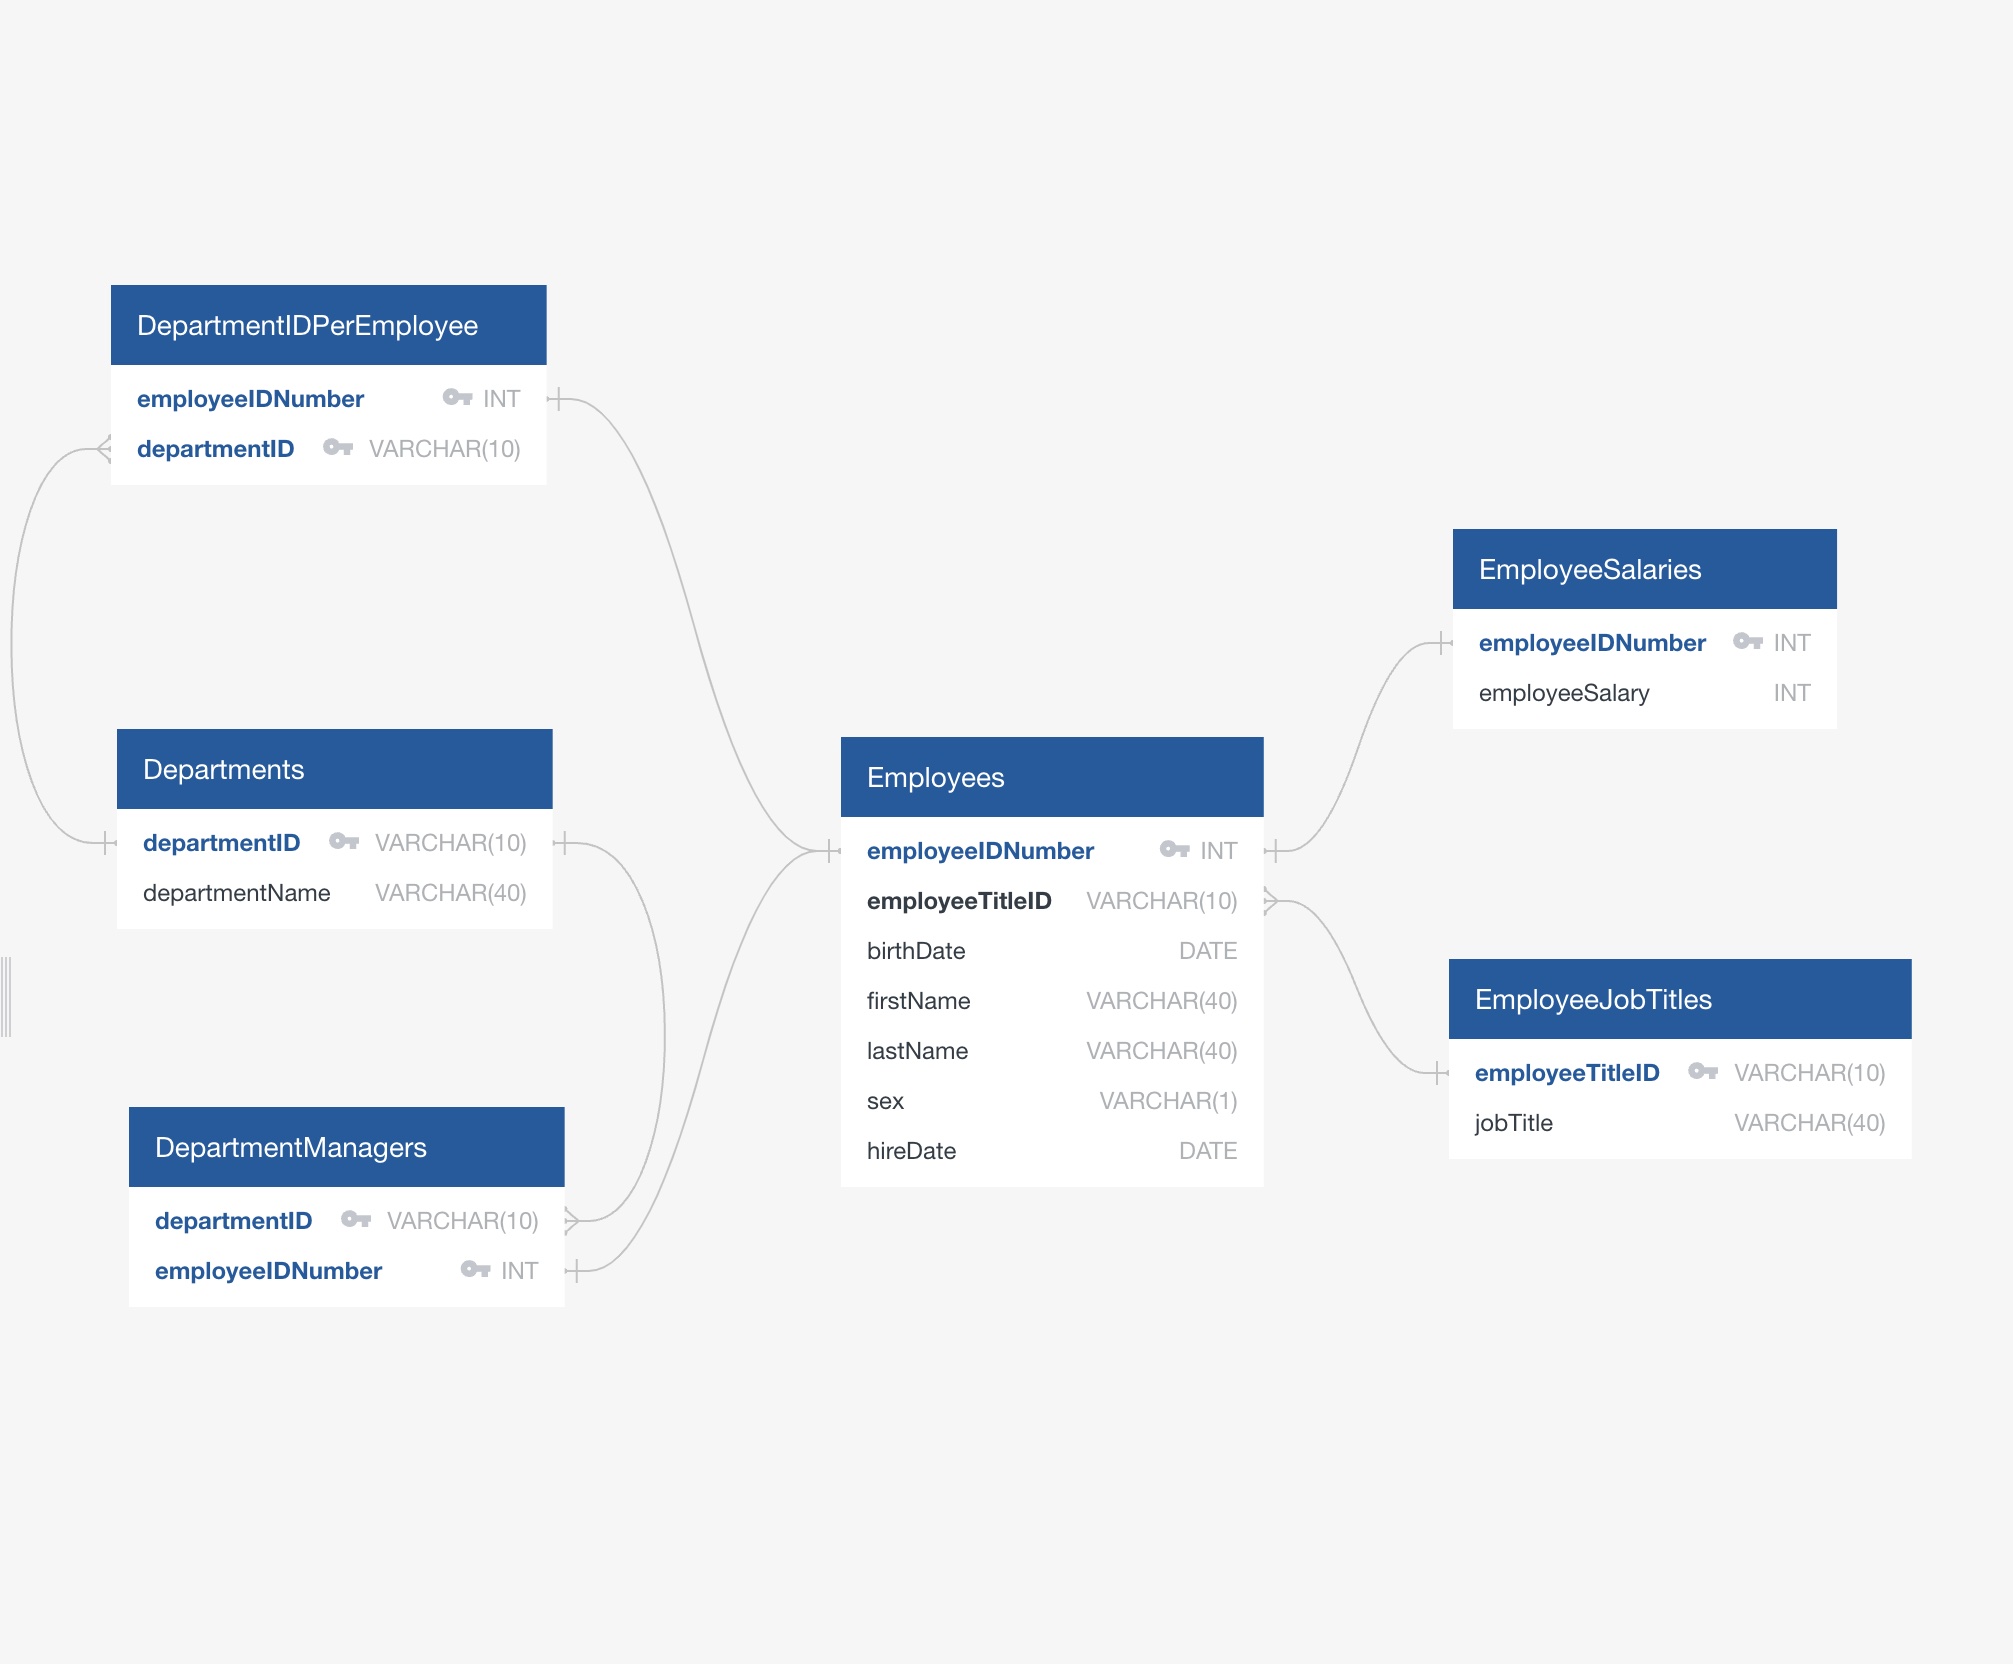 DepartmentIDPerEmployee
employeeIDNumber INT
departmentID VARCHAR(10)
Departments
departmentID VARCHAR(10)
departmentName VARCHAR(40)
DepartmentManagers
departmentID VARCHAR(10)
employeeIDNumber INT
Employees
employeeIDNumber INT
employeeTitleID VARCHAR(10)
birthDate DATE
firstName VARCHAR(40)
lastName VARCHAR(40)
sex VARCHAR(1)
hireDate DATE
EmployeeSalaries
employeeIDNumber INT
employeeSalary INT
EmployeeJobTitles
employeeTitleID VARCHAR(10)
jobTitle VARCHAR(40)